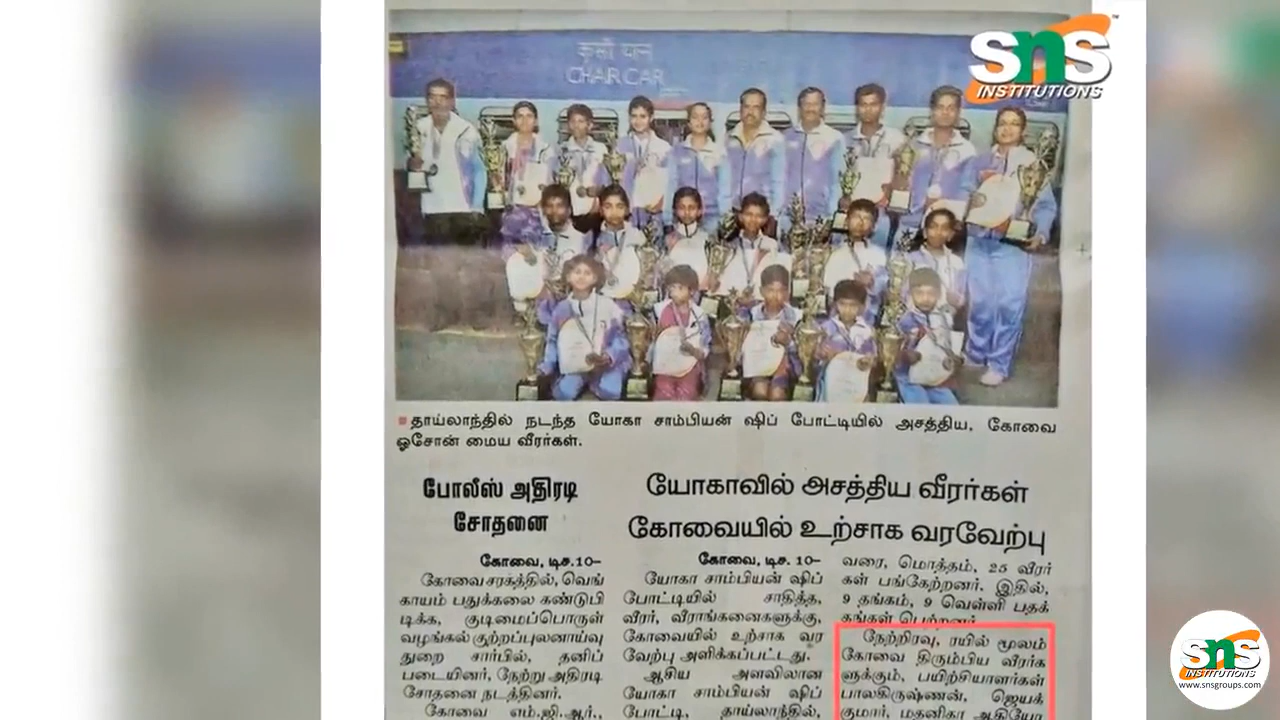 कुर्सी यान
CHAIR CAR
SNS
INSTITUTIONS
தாய்லாந்தில் நடந்த யோகா சாம்பியன் ஷிப் போட்டியில் அசத்திய, கோவை
ஓசோன் மைய வீரர்கள்.
போலீஸ் அதிரடி
சோதனை
கோவை, டிச. 10–
கோவை சரகத்தில், வெங்
காயம் பதுக்கலை கண்டுபி
டிக்க, குடிமைப்பொருள்
வழங்கல் குற்றப்புலனாய்வு
துறை சார்பில், தனிப்
படையினர், நேற்று அதிரடி
சோதனை நடத்தினர்.
கோவை எம்.ஜி.ஆர்.,
யோகாவில் அசத்திய வீரர்கள்
கோவையில் உற்சாக வரவேற்பு
கோவை, டிச. 10–
யோகா சாம்பியன் ஷிப்
போட்டியில் சாதித்த,
வீரர், வீராங்கனைகளுக்கு,
கோவையில் உற்சாக வர
வேற்பு அளிக்கப்பட்டது.
ஆசிய அளவிலான
யோகா சாம்பியன் ஷிப்
போட்டி, தாய்லாந்தில்,
வரை, மொத்தம், 25 வீரர்
கள் பங்கேற்றனர். இதில்,
9 தங்கம், 9 வெள்ளி பதக்
கங்கள் பெற்றனர்.
நேற்றிரவு, ரயில் மூலம்
கோவை திரும்பிய வீரர்க
ளுக்கும், பயிற்சியாளர்கள்
பாலகிருஷ்ணன், ஜெயக்
குமார், மதனிகா ஆகியோ
SNS
INSTITUTIONS
www.snsgroups.com